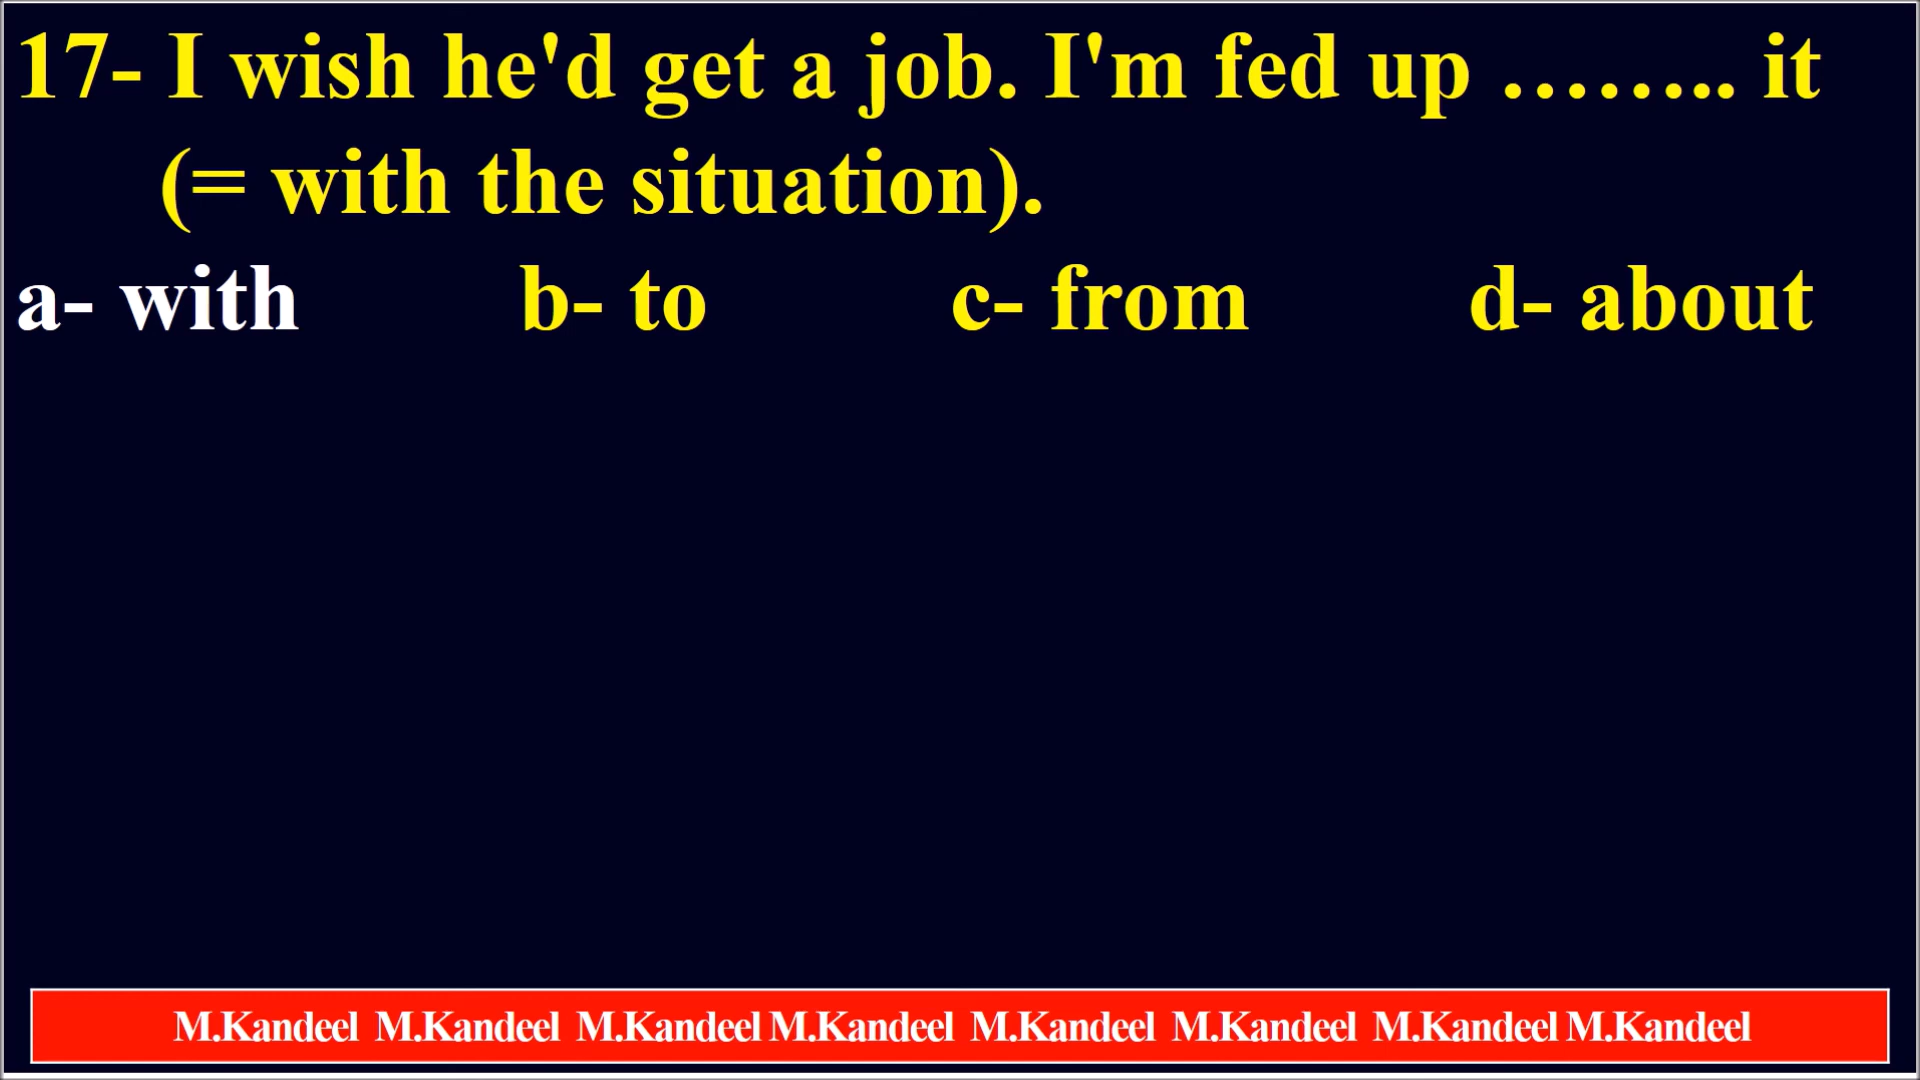 17- I wish he'd get a job. I'm fed up …….. it
(= with the situation).
a- with b- to c- from d- about
M.Kandeel M.Kandeel M.Kandeel M.Kandeel M.Kandeel M.Kandeel M.Kandeel M.Kandeel